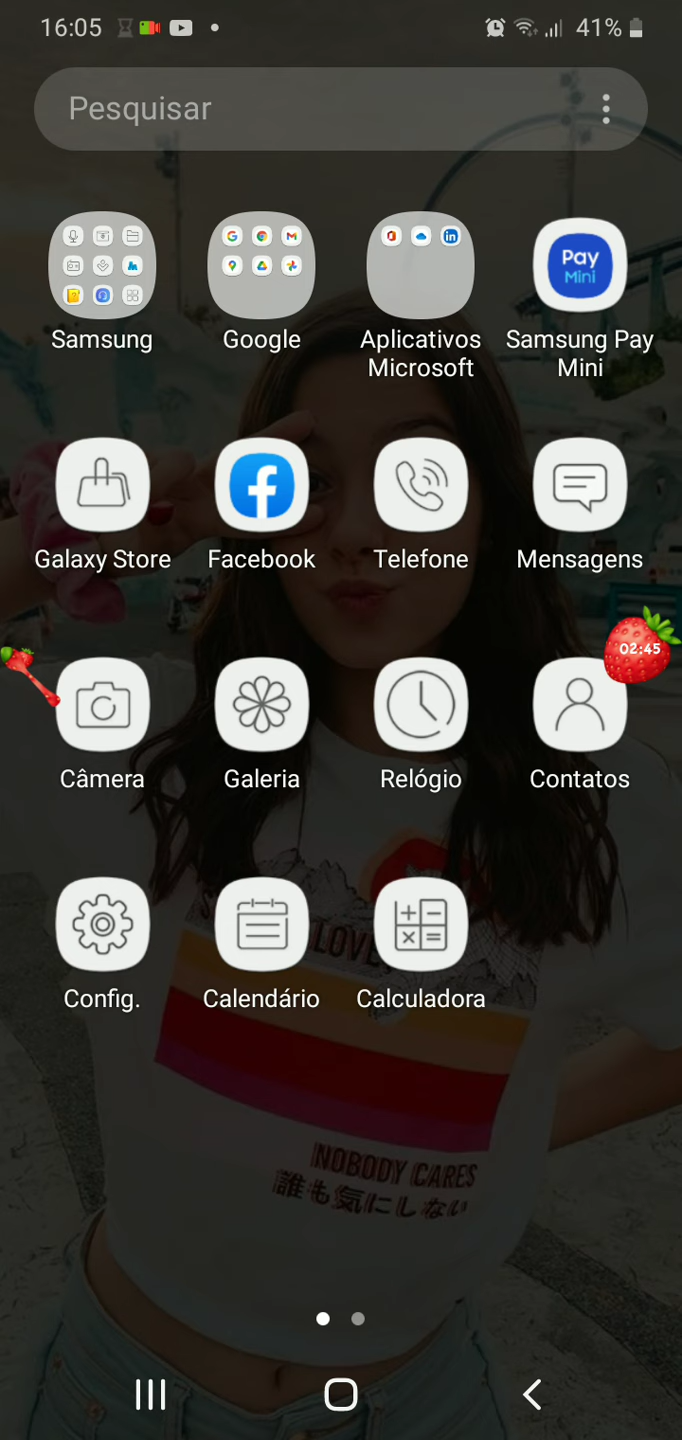 16:05
41%
Pesquisar
Samsung
Google
Aplicativos
Microsoft
Pay
Mini
Samsung Pay
Mini
Galaxy Store
Facebook
Telefone
Mensagens
02:45
Câmera
Galeria
Relógio
Contatos
LOVE
Config.
Calendário
Calculadora
NOBODY CARES
誰も気にしない